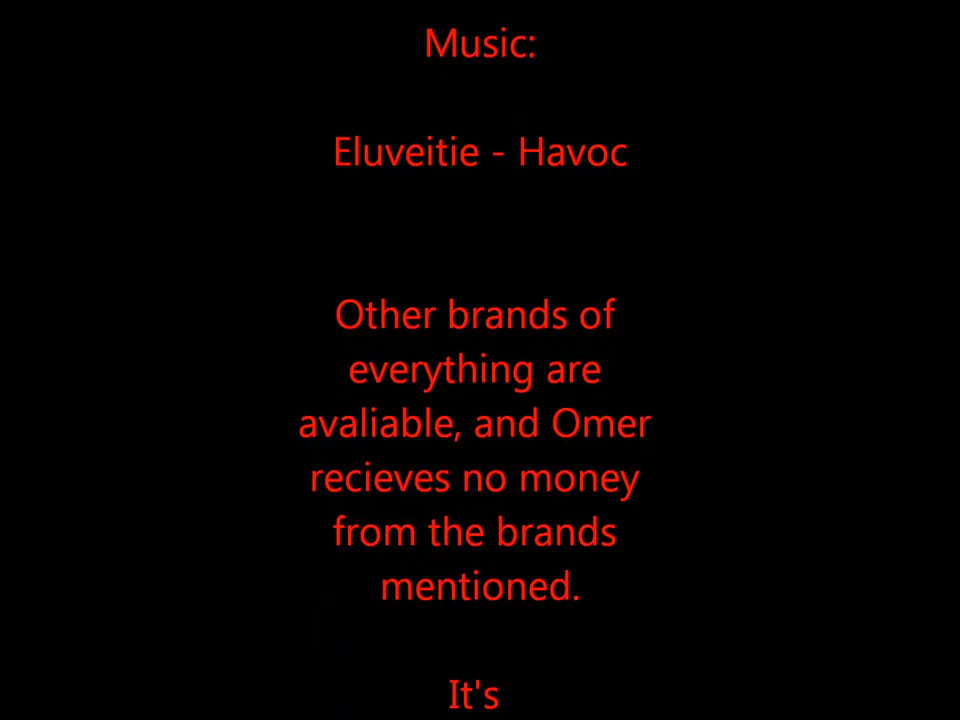 Music:
Eluveitie - Havoc
Other brands of
everything are
avaliable, and Omer
recieves no money
from the brands
mentioned.
It's